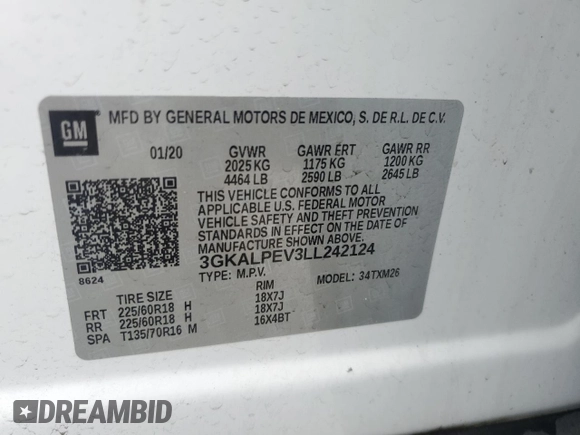 GM
MFD BY GENERAL MOTORS DE MEXICO, S. DE R.L. DE C.V.
01/20 GVWR GAWR FRT GAWR RR
2025 KG 1175 KG 1200 KG
4464 LB 2590 LB 2645 LB
THIS VEHICLE CONFORMS TO ALL
APPLICABLE U.S. FEDERAL MOTOR
VEHICLE SAFETY AND THEFT PREVENTION
STANDARDS IN EFFECT ON THE DATE OF
MANUFACTURE SHOWN ABOVE.
3GKALPEV3LL242124
8624 TYPE: M.P.V. MODEL: 34TXM26
TIRE SIZE RIM
FRT 225/60R18 H 18X7J
RR 225/60R18 H 18X7J
SPA T135/70R16 M 16X4BT
DREAMBID